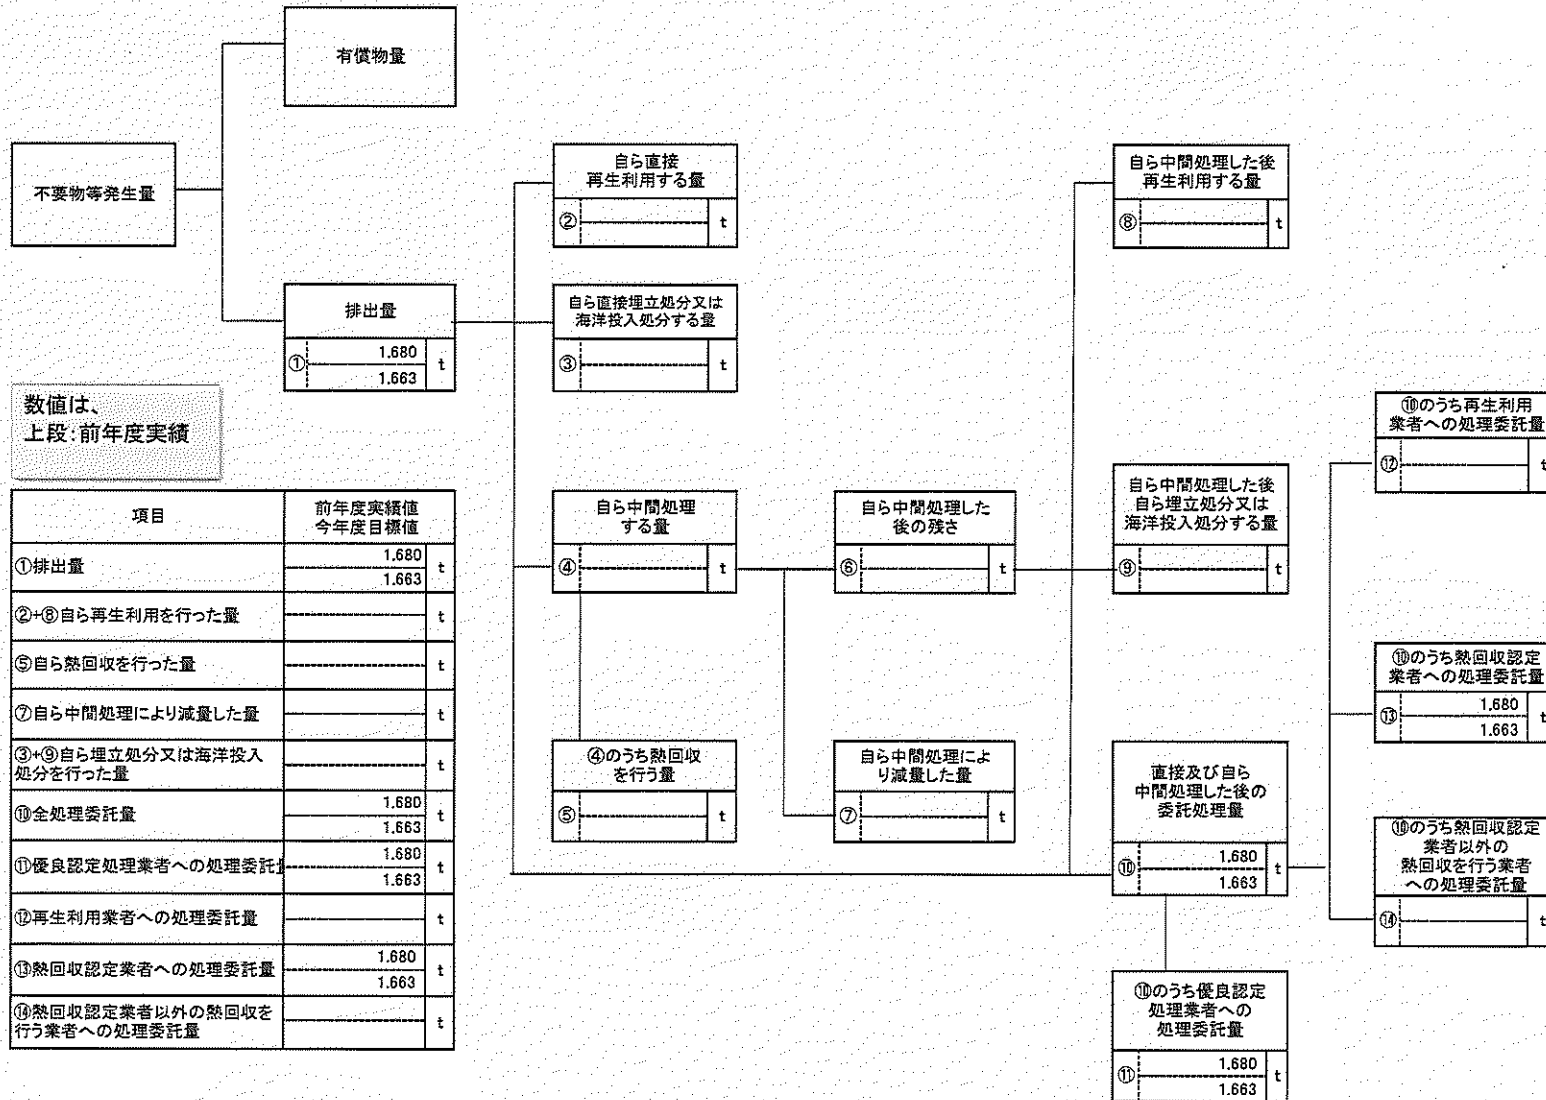 有償物量
不要物等発生量
排出量
①
1.680
t
1.663
自ら直接
再生利用する量
②
t
自ら直接埋立処分又は
海洋投入処分する量
③
t
自ら中間処理した後
再生利用する量
⑧
t
数値は、
上段:前年度実績
項目
前年度実績値
今年度目標値
①排出量
1.680
t
1.663
②+⑧自ら再生利用を行った量
t
⑤自ら熱回収を行った量
t
⑦自ら中間処理により減量した量
t
③+⑨自ら埋立処分又は海洋投入
処分を行った量
t
⑩全処理委託量
1.680
t
1.663
⑪優良認定処理業者への処理委託
1.680
t
1.663
⑫再生利用業者への処理委託量
t
⑬熱回収認定業者への処理委託量
1.680
t
1.663
⑭熱回収認定業者以外の熱回収を
行う業者への処理委託量
t
自ら中間処理
する量
④
t
④のうち熱回収
を行う量
⑤
t
自ら中間処理した
後の残さ
⑥
t
自ら中間処理によ
り減量した量
⑦
t
自ら中間処理した後
自ら埋立処分又は
海洋投入処分する量
⑨
t
直接及び自ら
中間処理した後の
委託処理量
⑩
1.680
t
1.663
⑩のうち優良認定
処理業者への
処理委託量
⑪
1.680
t
1.663
⑩のうち再生利用
業者への処理委託量
⑫
t
⑩のうち熱回収認定
業者への処理委託量
⑬
1.680
t
1.663
⑩のうち熱回収認定
業者以外の
熱回収を行う業者
への処理委託量
⑭
t